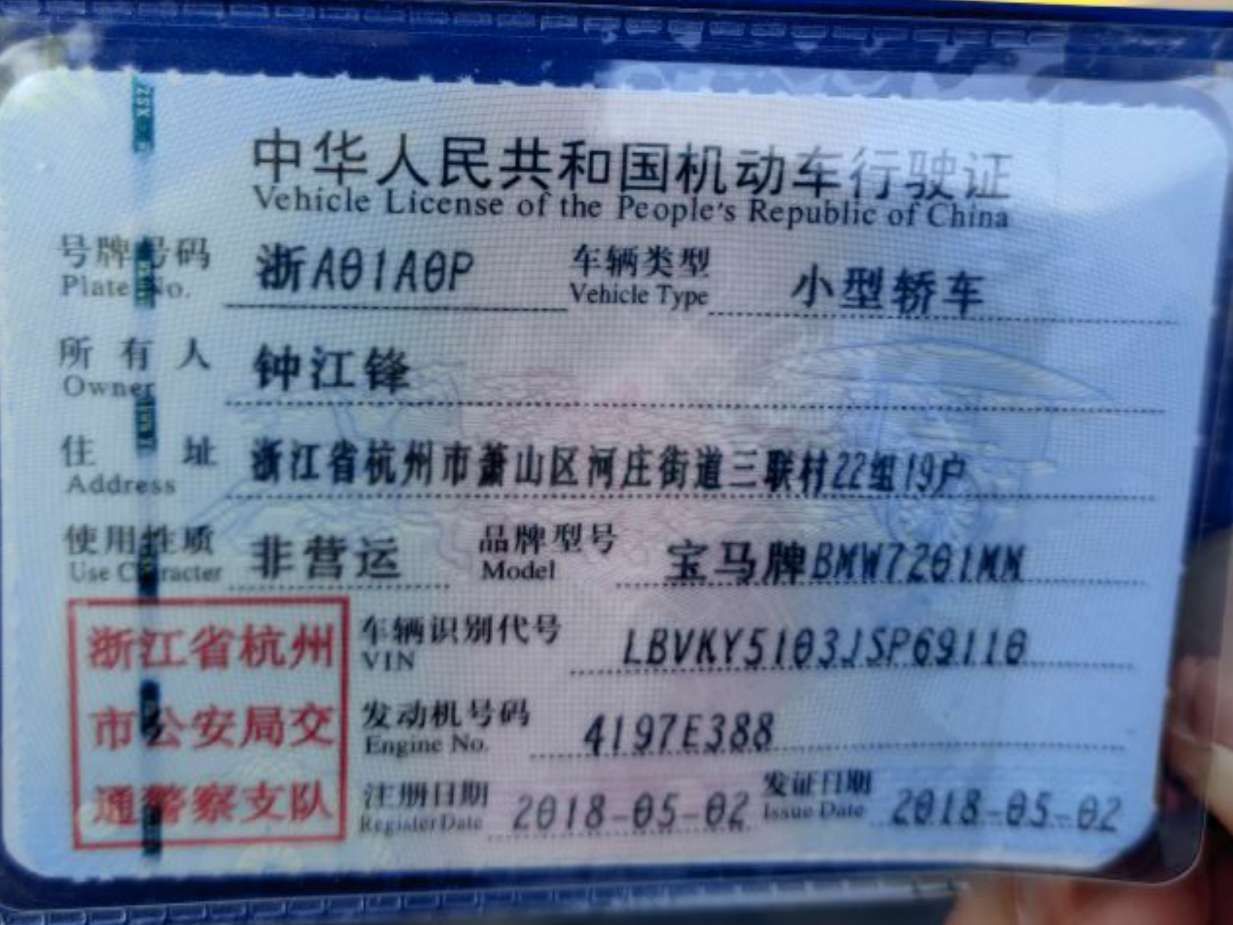 中华人民共和国机动车行驶证
Vehicle License of the People's Republic of China
号牌号码 浙A01A0P 车辆类型 小型轿车
Plate No. Vehicle Type
所有人 钟江锋
Owner
住址 浙江省杭州市萧山区河庄街道三联村22组19户
Address
使用性质 非营运 品牌型号 宝马牌BMW7201MM
Use Character Model
浙江省杭州
市公安局交
通警察支队
车辆识别代号 LBVKY5103JSP69110
VIN
发动机号码 4197E388
Engine No.
注册日期 2018-05-02 发证日期 2018-05-02
Register Date Issue Date